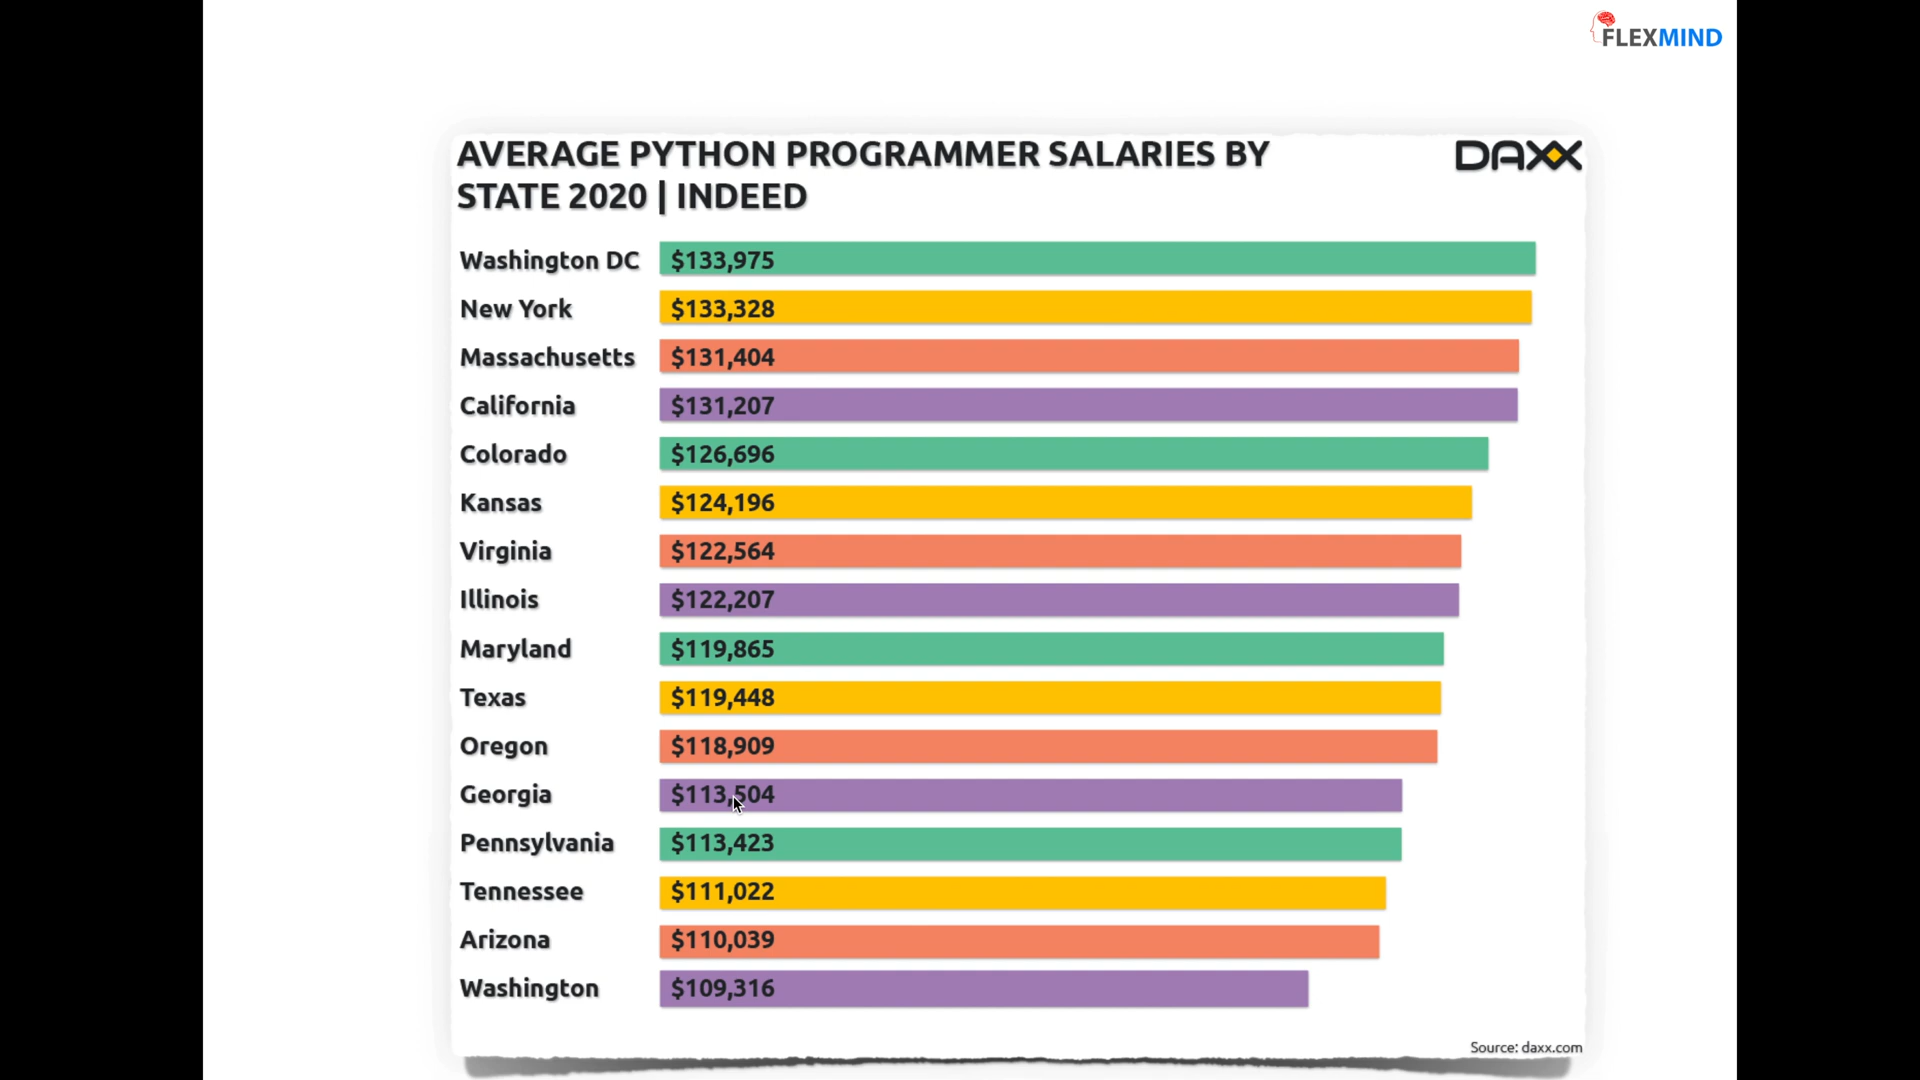 FLEXMIND
AVERAGE PYTHON PROGRAMMER SALARIES BY
STATE 2020 | INDEED
DAXX
Washington DC $133,975
New York $133,328
Massachusetts $131,404
California $131,207
Colorado $126,696
Kansas $124,196
Virginia $122,564
Illinois $122,207
Maryland $119,865
Texas $119,448
Oregon $118,909
Georgia $113,504
Pennsylvania $113,423
Tennessee $111,022
Arizona $110,039
Washington $109,316
Source: daxx.com